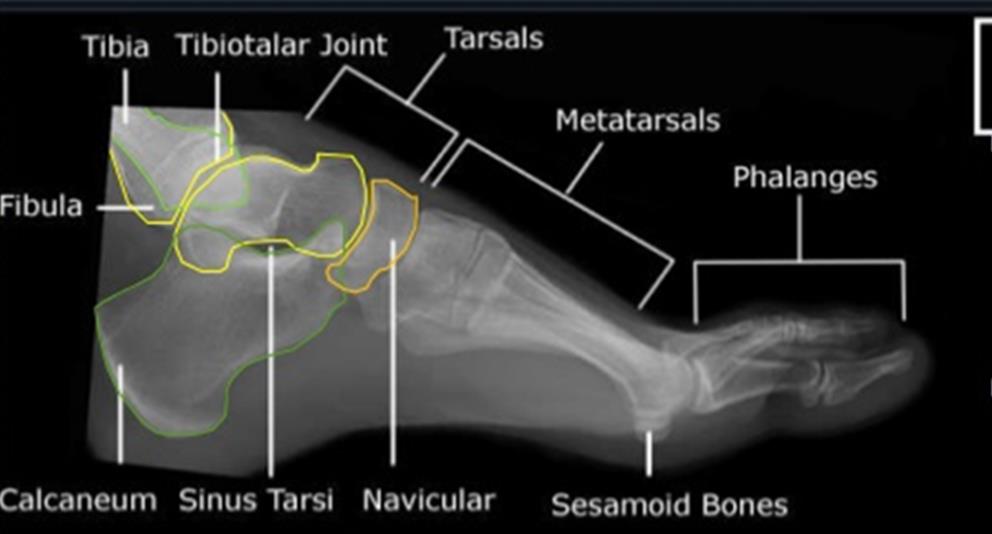 Tarsals
Tibia
Tibiotalar Joint
Metatarsals
Phalanges
Fibula
Calcaneum
Sinus Tarsi
Navicular
Sesamoid Bones